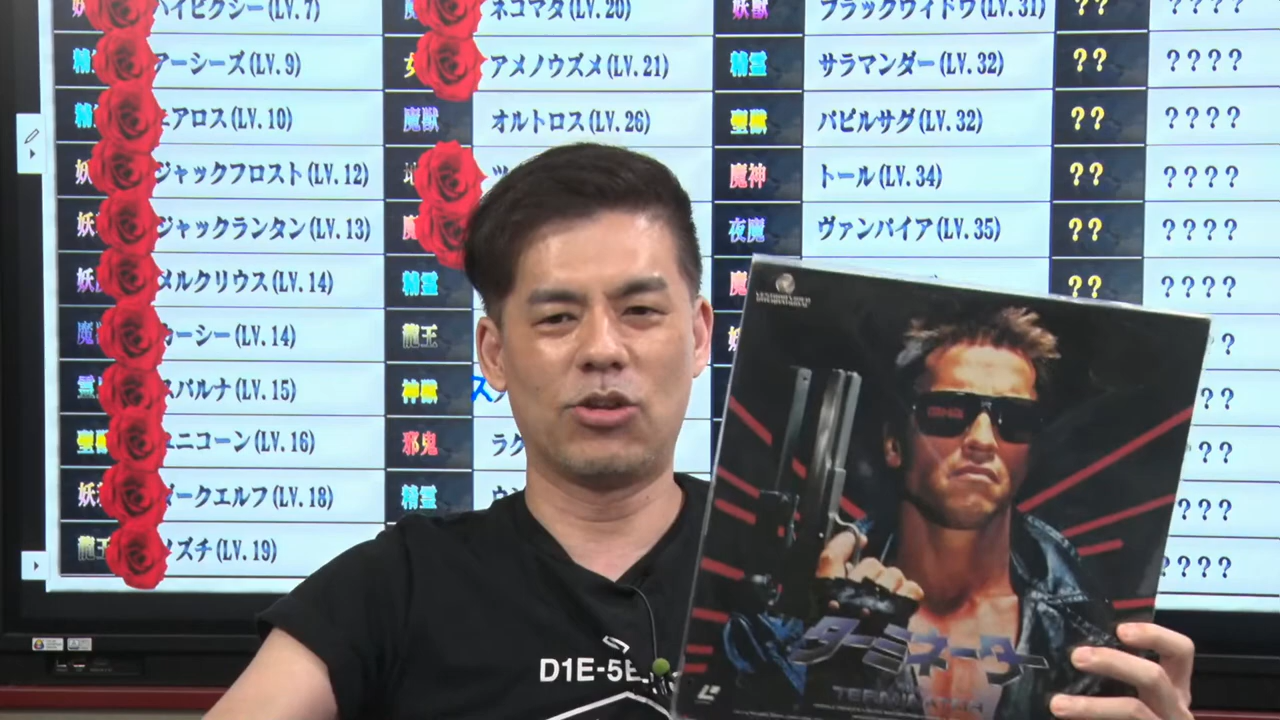 ハイピクシー(LV.7)
ネコマタ(LV.20)
妖獣
ブラックウィドウ(LV.31)
??
????
アーシーズ(LV.9)
アメノウズメ(LV.21)
精霊
サラマンダー(LV.32)
??
????
エアロス(LV.10)
魔獣
オルトロス(LV.26)
聖獣
バビルサグ(LV.32)
??
????
ジャックフロスト(LV.12)
魔神
トール(LV.34)
??
????
ジャックランタン(LV.13)
夜魔
ヴァンパイア(LV.35)
??
????
メルクリウス(LV.14)
精霊
??
????
カーシー(LV.14)
龍王
?
スパルナ(LV.15)
神獣
ス
??
ユニコーン(LV.16)
邪鬼
ラク
??
ダークエルフ(LV.18)
精霊
ウン
???
ミズチ(LV.19)
????
ターミネーター
TERMINATOR
D1E-5E